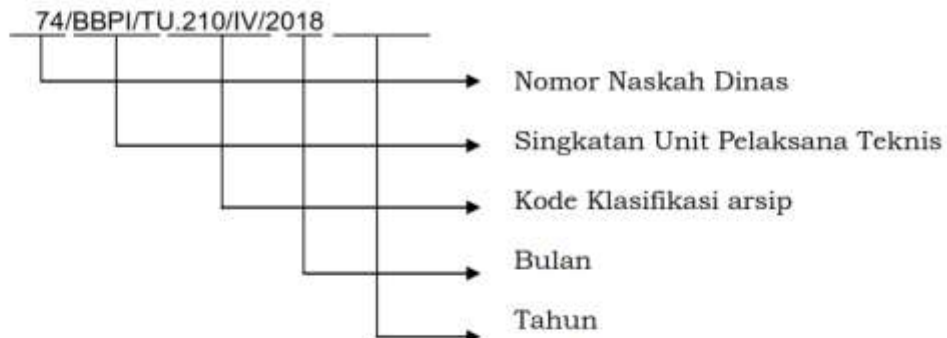 74/BBPI/TU.210/IV/2018
Nomor Naskah Dinas
Singkatan Unit Pelaksana Teknis
Kode Klasifikasi arsip
Bulan
Tahun